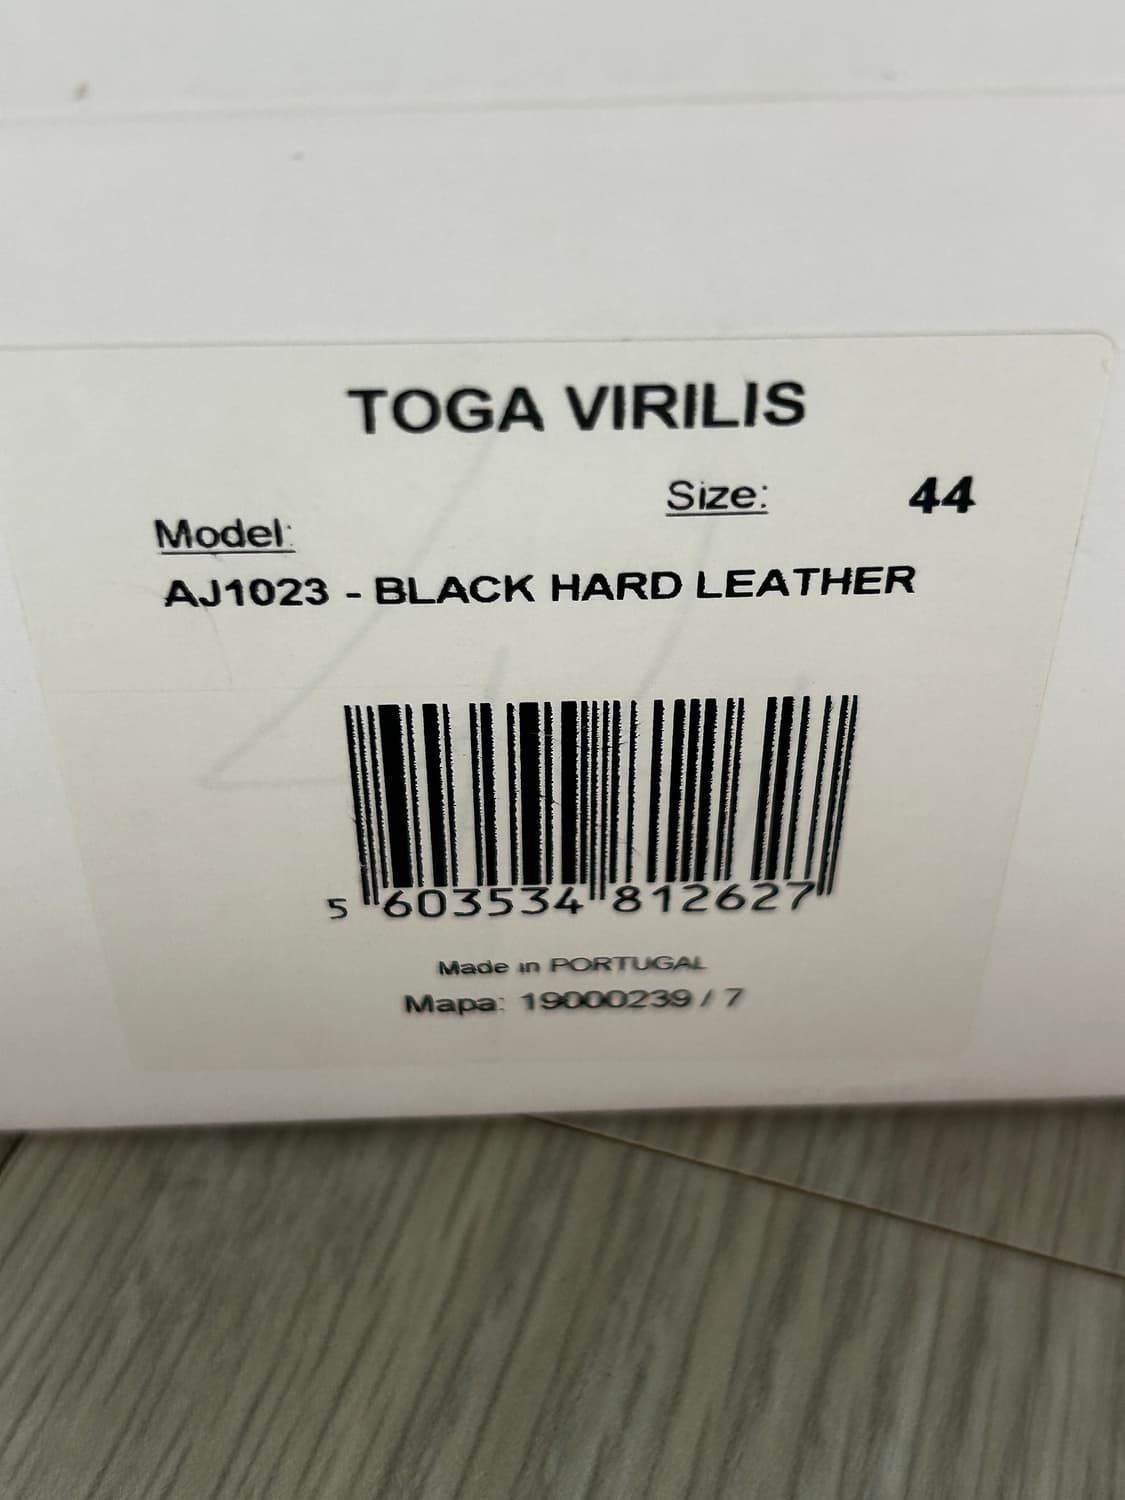 TOGA VIRILIS
Size: 44
Model:
AJ1023 - BLACK HARD LEATHER
5 603534 812627
Made in PORTUGAL
Mapa: 19000239 / 7